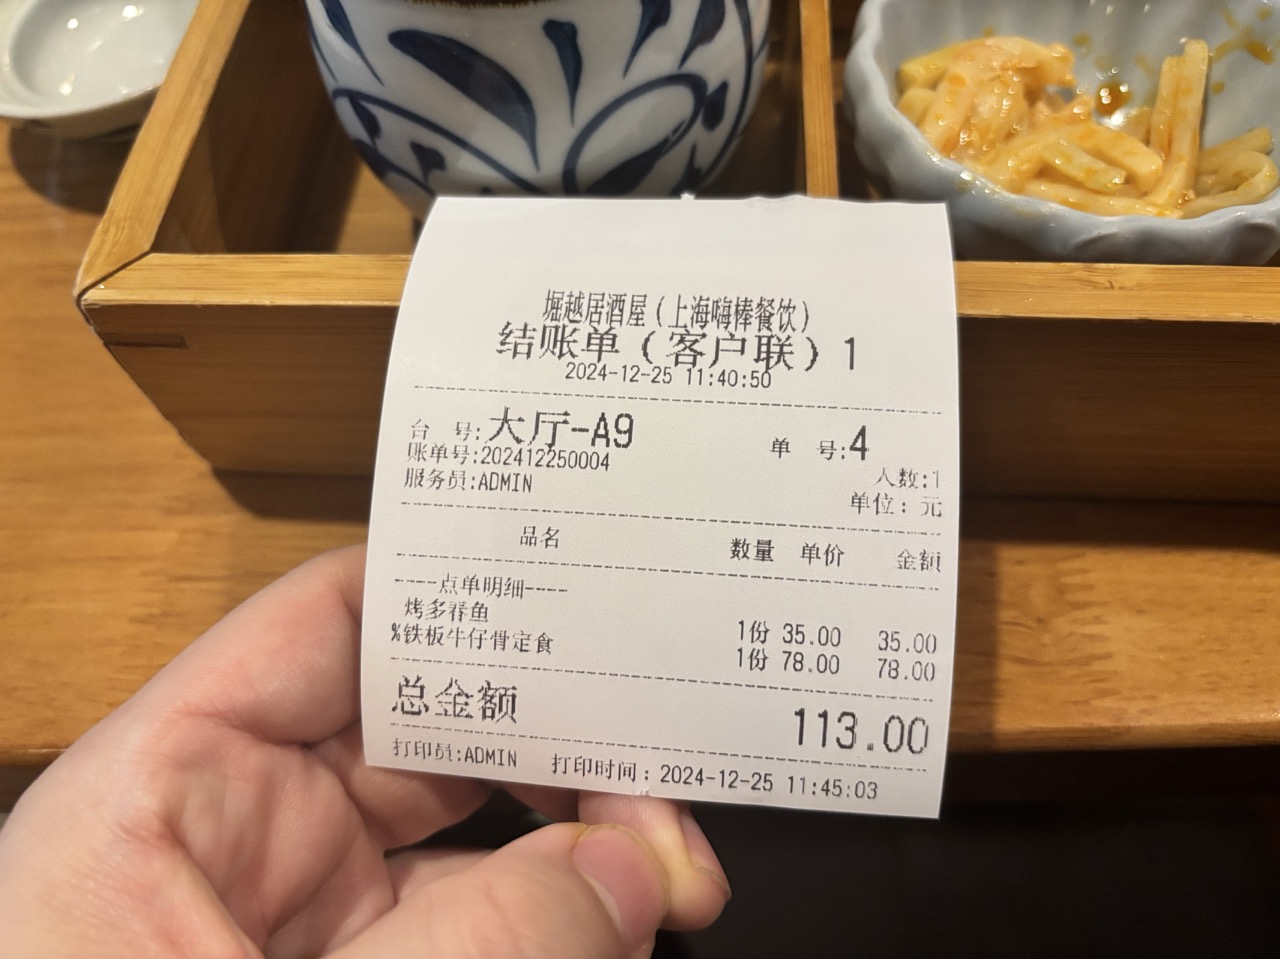 堀越居酒屋(上海嗨棒餐饮)
结账单(客户联)1
2024-12-25 11:40:50
台 号:大厅-A9 单 号:4
账单号:202412250004 人数:1
服务员:ADMIN 单位: 元
品名 数量 单价 金额
-----点单明细-----
烤多春鱼 1份 35.00 35.00
%铁板牛仔骨定食 1份 78.00 78.00
总金额 113.00
打印员:ADMIN 打印时间:2024-12-25 11:45:03